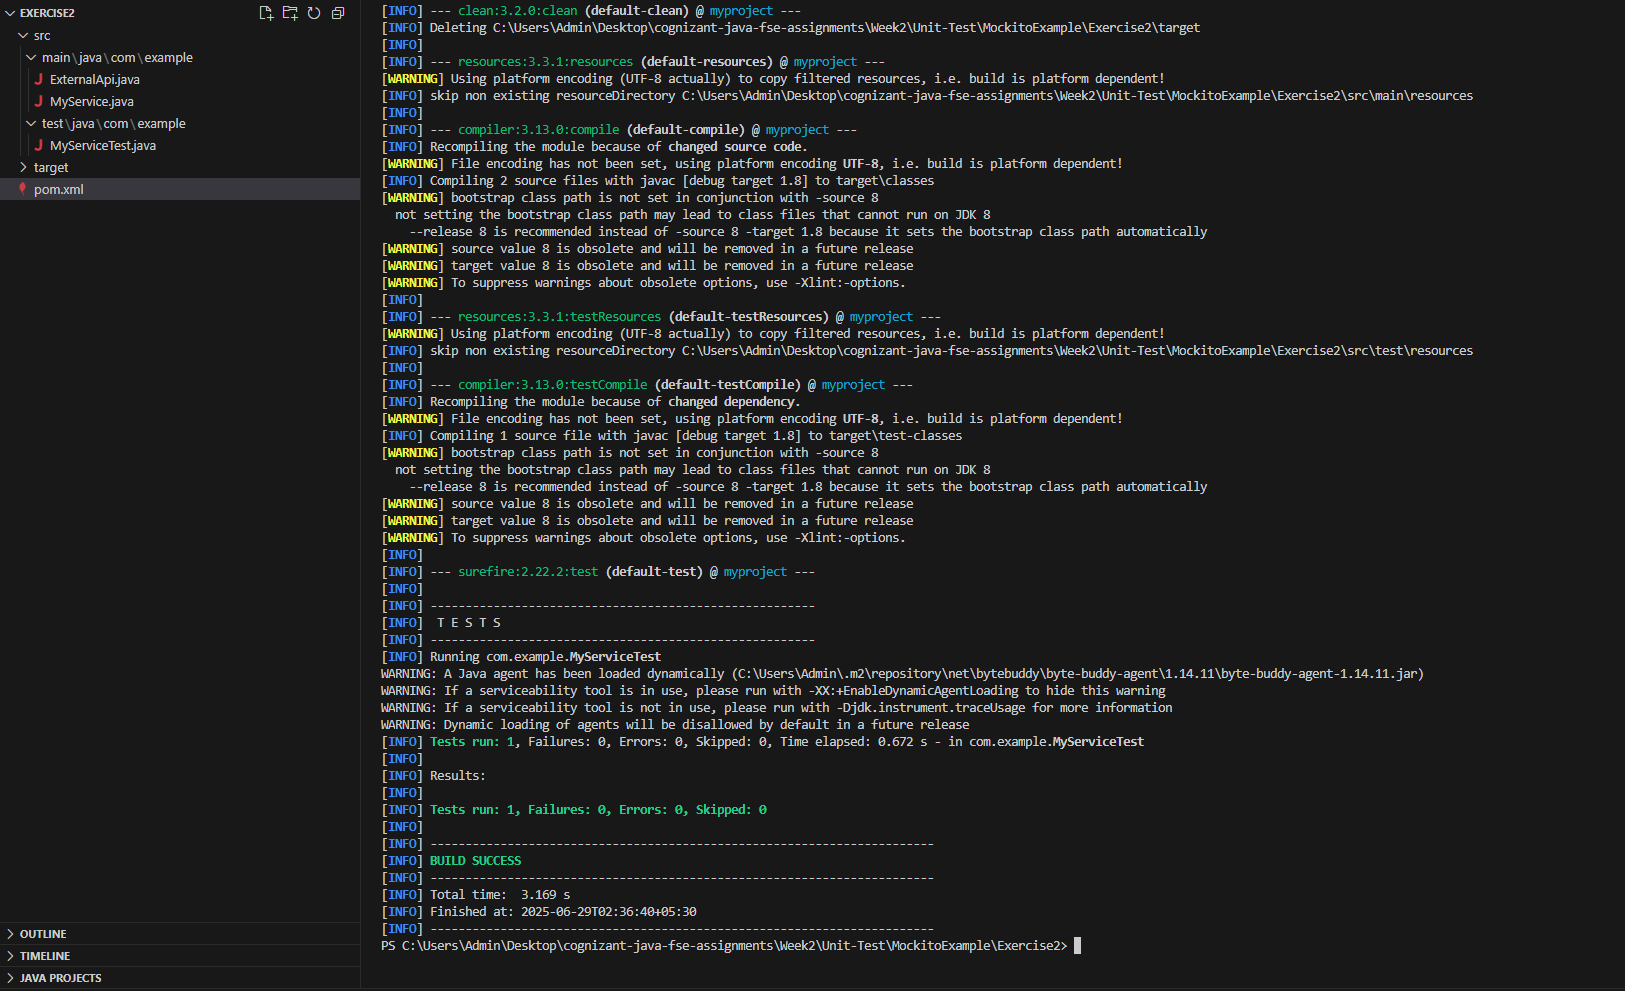 EXERCISE2
src
main\java\com\example
ExternalApi.java
MyService.java
test\java\com\example
MyServiceTest.java
target
pom.xml
OUTLINE
TIMELINE
JAVA PROJECTS
[INFO] --- clean:3.2.0:clean (default-clean) @ myproject ---
[INFO] Deleting C:\Users\Admin\Desktop\cognizant-java-fse-assignments\Week2\Unit-Test\MockitoExample\Exercise2\target
[INFO]
[INFO] --- resources:3.3.1:resources (default-resources) @ myproject ---
[WARNING] Using platform encoding (UTF-8 actually) to copy filtered resources, i.e. build is platform dependent!
[INFO] skip non existing resourceDirectory C:\Users\Admin\Desktop\cognizant-java-fse-assignments\Week2\Unit-Test\MockitoExample\Exercise2\src\main\resources
[INFO]
[INFO] --- compiler:3.13.0:compile (default-compile) @ myproject ---
[INFO] Recompiling the module because of changed source code.
[WARNING] File encoding has not been set, using platform encoding UTF-8, i.e. build is platform dependent!
[INFO] Compiling 2 source files with javac [debug target 1.8] to target\classes
[WARNING] bootstrap class path is not set in conjunction with -source 8
not setting the bootstrap class path may lead to class files that cannot run on JDK 8
--release 8 is recommended instead of -source 8 -target 1.8 because it sets the bootstrap class path automatically
[WARNING] source value 8 is obsolete and will be removed in a future release
[WARNING] target value 8 is obsolete and will be removed in a future release
[WARNING] To suppress warnings about obsolete options, use -Xlint:-options.
[INFO]
[INFO] --- resources:3.3.1:testResources (default-testResources) @ myproject ---
[WARNING] Using platform encoding (UTF-8 actually) to copy filtered resources, i.e. build is platform dependent!
[INFO] skip non existing resourceDirectory C:\Users\Admin\Desktop\cognizant-java-fse-assignments\Week2\Unit-Test\MockitoExample\Exercise2\src\test\resources
[INFO]
[INFO] --- compiler:3.13.0:testCompile (default-testCompile) @ myproject ---
[INFO] Recompiling the module because of changed dependency.
[WARNING] File encoding has not been set, using platform encoding UTF-8, i.e. build is platform dependent!
[INFO] Compiling 1 source file with javac [debug target 1.8] to target\test-classes
[WARNING] bootstrap class path is not set in conjunction with -source 8
not setting the bootstrap class path may lead to class files that cannot run on JDK 8
--release 8 is recommended instead of -source 8 -target 1.8 because it sets the bootstrap class path automatically
[WARNING] source value 8 is obsolete and will be removed in a future release
[WARNING] target value 8 is obsolete and will be removed in a future release
[WARNING] To suppress warnings about obsolete options, use -Xlint:-options.
[INFO]
[INFO] --- surefire:2.22.2:test (default-test) @ myproject ---
[INFO]
[INFO] -------------------------------------------------------
[INFO]  T E S T S
[INFO] -------------------------------------------------------
[INFO] Running com.example.MyServiceTest
WARNING: A Java agent has been loaded dynamically (C:\Users\Admin\.m2\repository\net\bytebuddy\byte-buddy-agent\1.14.11\byte-buddy-agent-1.14.11.jar)
WARNING: If a serviceability tool is in use, please run with -XX:+EnableDynamicAgentLoading to hide this warning
WARNING: If a serviceability tool is not in use, please run with -Djdk.instrument.traceUsage for more information
WARNING: Dynamic loading of agents will be disallowed by default in a future release
[INFO] Tests run: 1, Failures: 0, Errors: 0, Skipped: 0, Time elapsed: 0.672 s - in com.example.MyServiceTest
[INFO]
[INFO] Results:
[INFO]
[INFO] Tests run: 1, Failures: 0, Errors: 0, Skipped: 0
[INFO]
[INFO] ------------------------------------------------------------------------
[INFO] BUILD SUCCESS
[INFO] ------------------------------------------------------------------------
[INFO] Total time:  3.169 s
[INFO] Finished at: 2025-06-29T02:36:40+05:30
[INFO] ------------------------------------------------------------------------
PS C:\Users\Admin\Desktop\cognizant-java-fse-assignments\Week2\Unit-Test\MockitoExample\Exercise2>